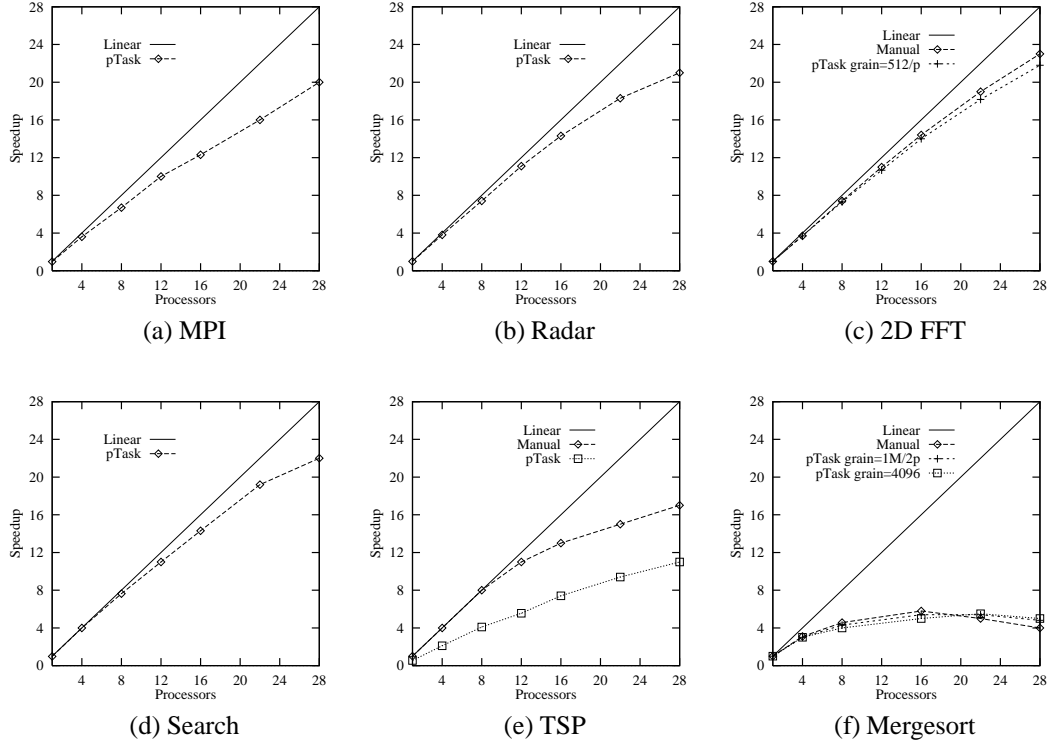 28
24
20
16
12
8
4
0
Speedup
Linear
pTask
4 8 12 16 20 24 28
Processors
(a) MPI
28
24
20
16
12
8
4
0
Speedup
Linear
pTask
4 8 12 16 20 24 28
Processors
(b) Radar
28
24
20
16
12
8
4
0
Speedup
Linear
Manual
pTask grain=512/p
4 8 12 16 20 24 28
Processors
(c) 2D FFT
28
24
20
16
12
8
4
0
Speedup
Linear
pTask
4 8 12 16 20 24 28
Processors
(d) Search
28
24
20
16
12
8
4
0
Speedup
Linear
Manual
pTask
4 8 12 16 20 24 28
Processors
(e) TSP
28
24
20
16
12
8
4
0
Speedup
Linear
Manual
pTask grain=1M/2p
pTask grain=4096
4 8 12 16 20 24 28
Processors
(f) Mergesort